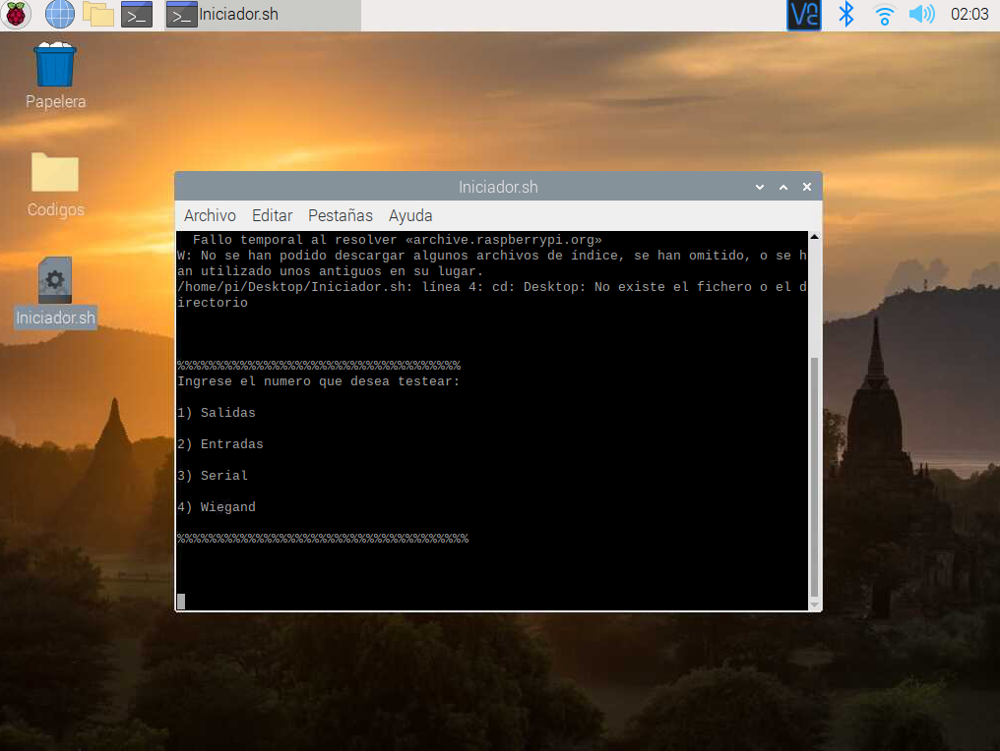 Iniciador.sh
02:03
Papelera
Codigos
Iniciador.sh
Iniciador.sh
Archivo Editar Pestañas Ayuda
Fallo temporal al resolver «archive.raspberrypi.org»
W: No se han podido descargar algunos archivos de índice, se han omitido, o se h
an utilizado unos antiguos en su lugar.
/home/pi/Desktop/Iniciador.sh: línea 4: cd: Desktop: No existe el fichero o el d
irectorio
%%%%%%%%%%%%%%%%%%%%%%%%%%%%%%%%%%%%
Ingrese el numero que desea testear:
1) Salidas
2) Entradas
3) Serial
4) Wiegand
%%%%%%%%%%%%%%%%%%%%%%%%%%%%%%%%%%%%%